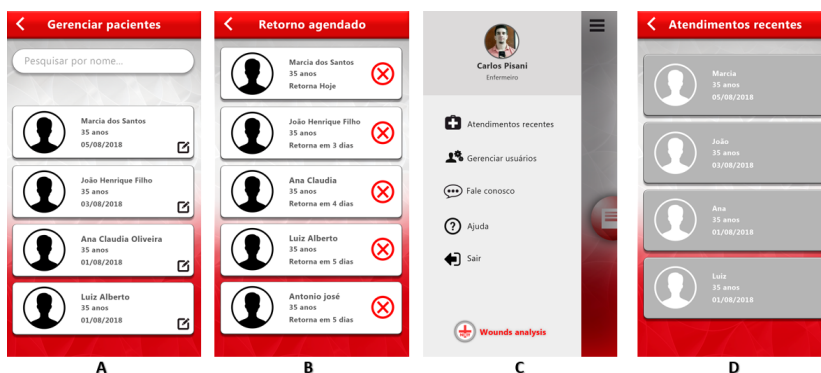 Gerenciar pacientes
Pesquisar por nome...
Marcia dos Santos
35 anos
05/08/2018
João Henrique Filho
35 anos
03/08/2018
Ana Claudia Oliveira
35 anos
01/08/2018
Luiz Alberto
35 anos
01/08/2018
A
Retorno agendado
Marcia dos Santos
35 anos
Retorna Hoje
João Henrique Filho
35 anos
Retorna em 3 dias
Ana Claudia
35 anos
Retorna em 4 dias
Luiz Alberto
35 anos
Retorna em 5 dias
Antonio josé
35 anos
Retorna em 5 dias
B
Carlos Pisani
Enfermeiro
Atendimentos recentes
Gerenciar usuários
Fale conosco
Ajuda
Sair
Wounds analysis
C
Atendimentos recentes
Marcia
35 anos
05/08/2018
João
35 anos
03/08/2018
Ana
35 anos
01/08/2018
Luiz
35 anos
01/08/2018
D